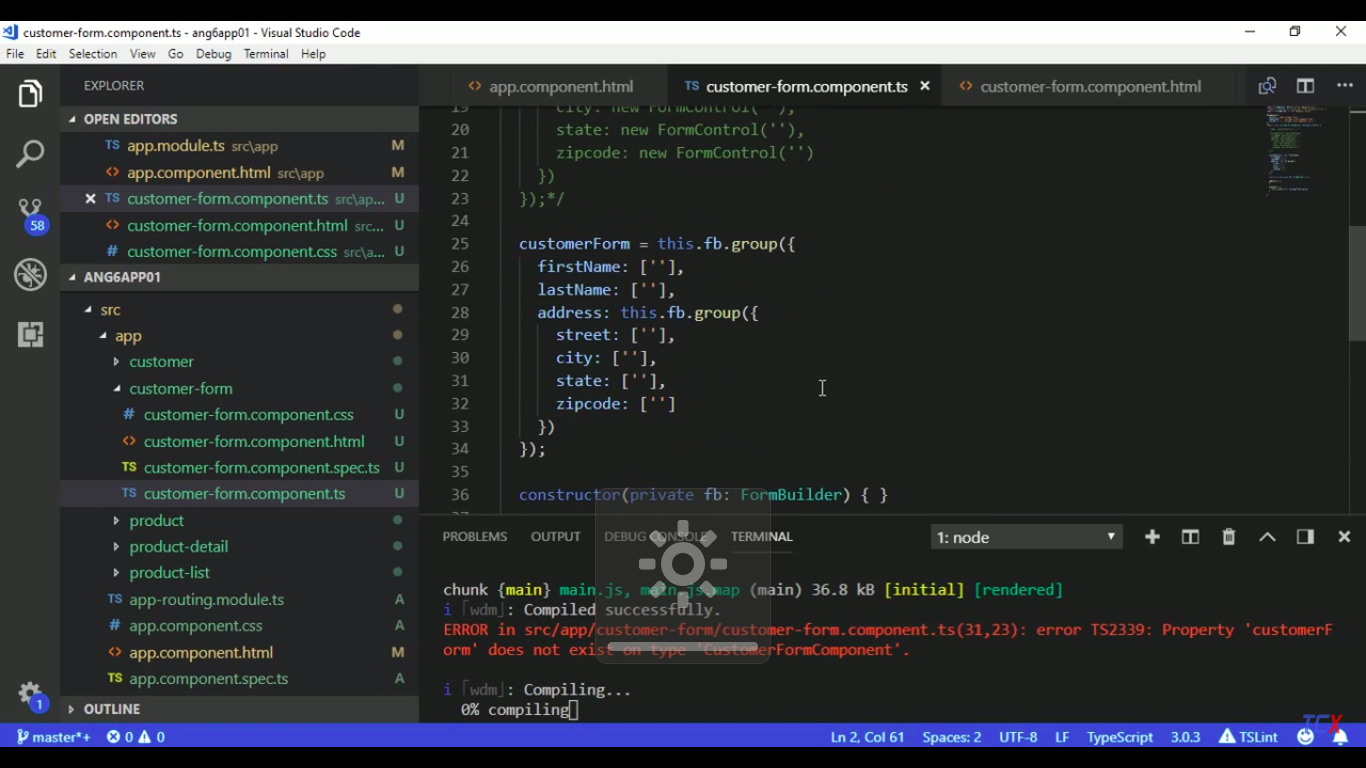 customer-form.component.ts - ang6app01 - Visual Studio Code
File Edit Selection View Go Debug Terminal Help
EXPLORER
OPEN EDITORS
TS app.module.ts src\app M
<> app.component.html src\app M
TS customer-form.component.ts src\ap... U
<> customer-form.component.html src... U
# customer-form.component.css src\a... U
ANG6APP01
src
app
customer
customer-form
# customer-form.component.css U
<> customer-form.component.html U
TS customer-form.component.spec.ts U
TS customer-form.component.ts U
product
product-detail
product-list
TS app-routing.module.ts A
# app.component.css A
<> app.component.html M
TS app.component.spec.ts A
OUTLINE
58
1
<> app.component.html TS customer-form.component.ts <> customer-form.component.html
19 city: new FormControl(''),
20 state: new FormControl(''),
21 zipcode: new FormControl('')
22 })
23 });*/
24
25 customerForm = this.fb.group({
26 firstName: [''],
27 lastName: [''],
28 address: this.fb.group({
29 street: [''],
30 city: [''],
31 state: [''],
32 zipcode: ['']
33 })
34 });
35
36 constructor(private fb: FormBuilder) { }
PROBLEMS OUTPUT DEBUG CONSOLE TERMINAL 1: node
chunk {main} main.js, main.js.map (main) 36.8 kB [initial] [rendered]
i ｢wdm｣: Compiled successfully.
ERROR in src/app/customer-form/customer-form.component.ts(31,23): error TS2339: Property 'customerF
orm' does not exist on type 'CustomerFormComponent'.
i ｢wdm｣: Compiling...
0% compiling
master*+ 0 0 Ln 2, Col 61 Spaces: 2 UTF-8 LF TypeScript 3.0.3 TSLint